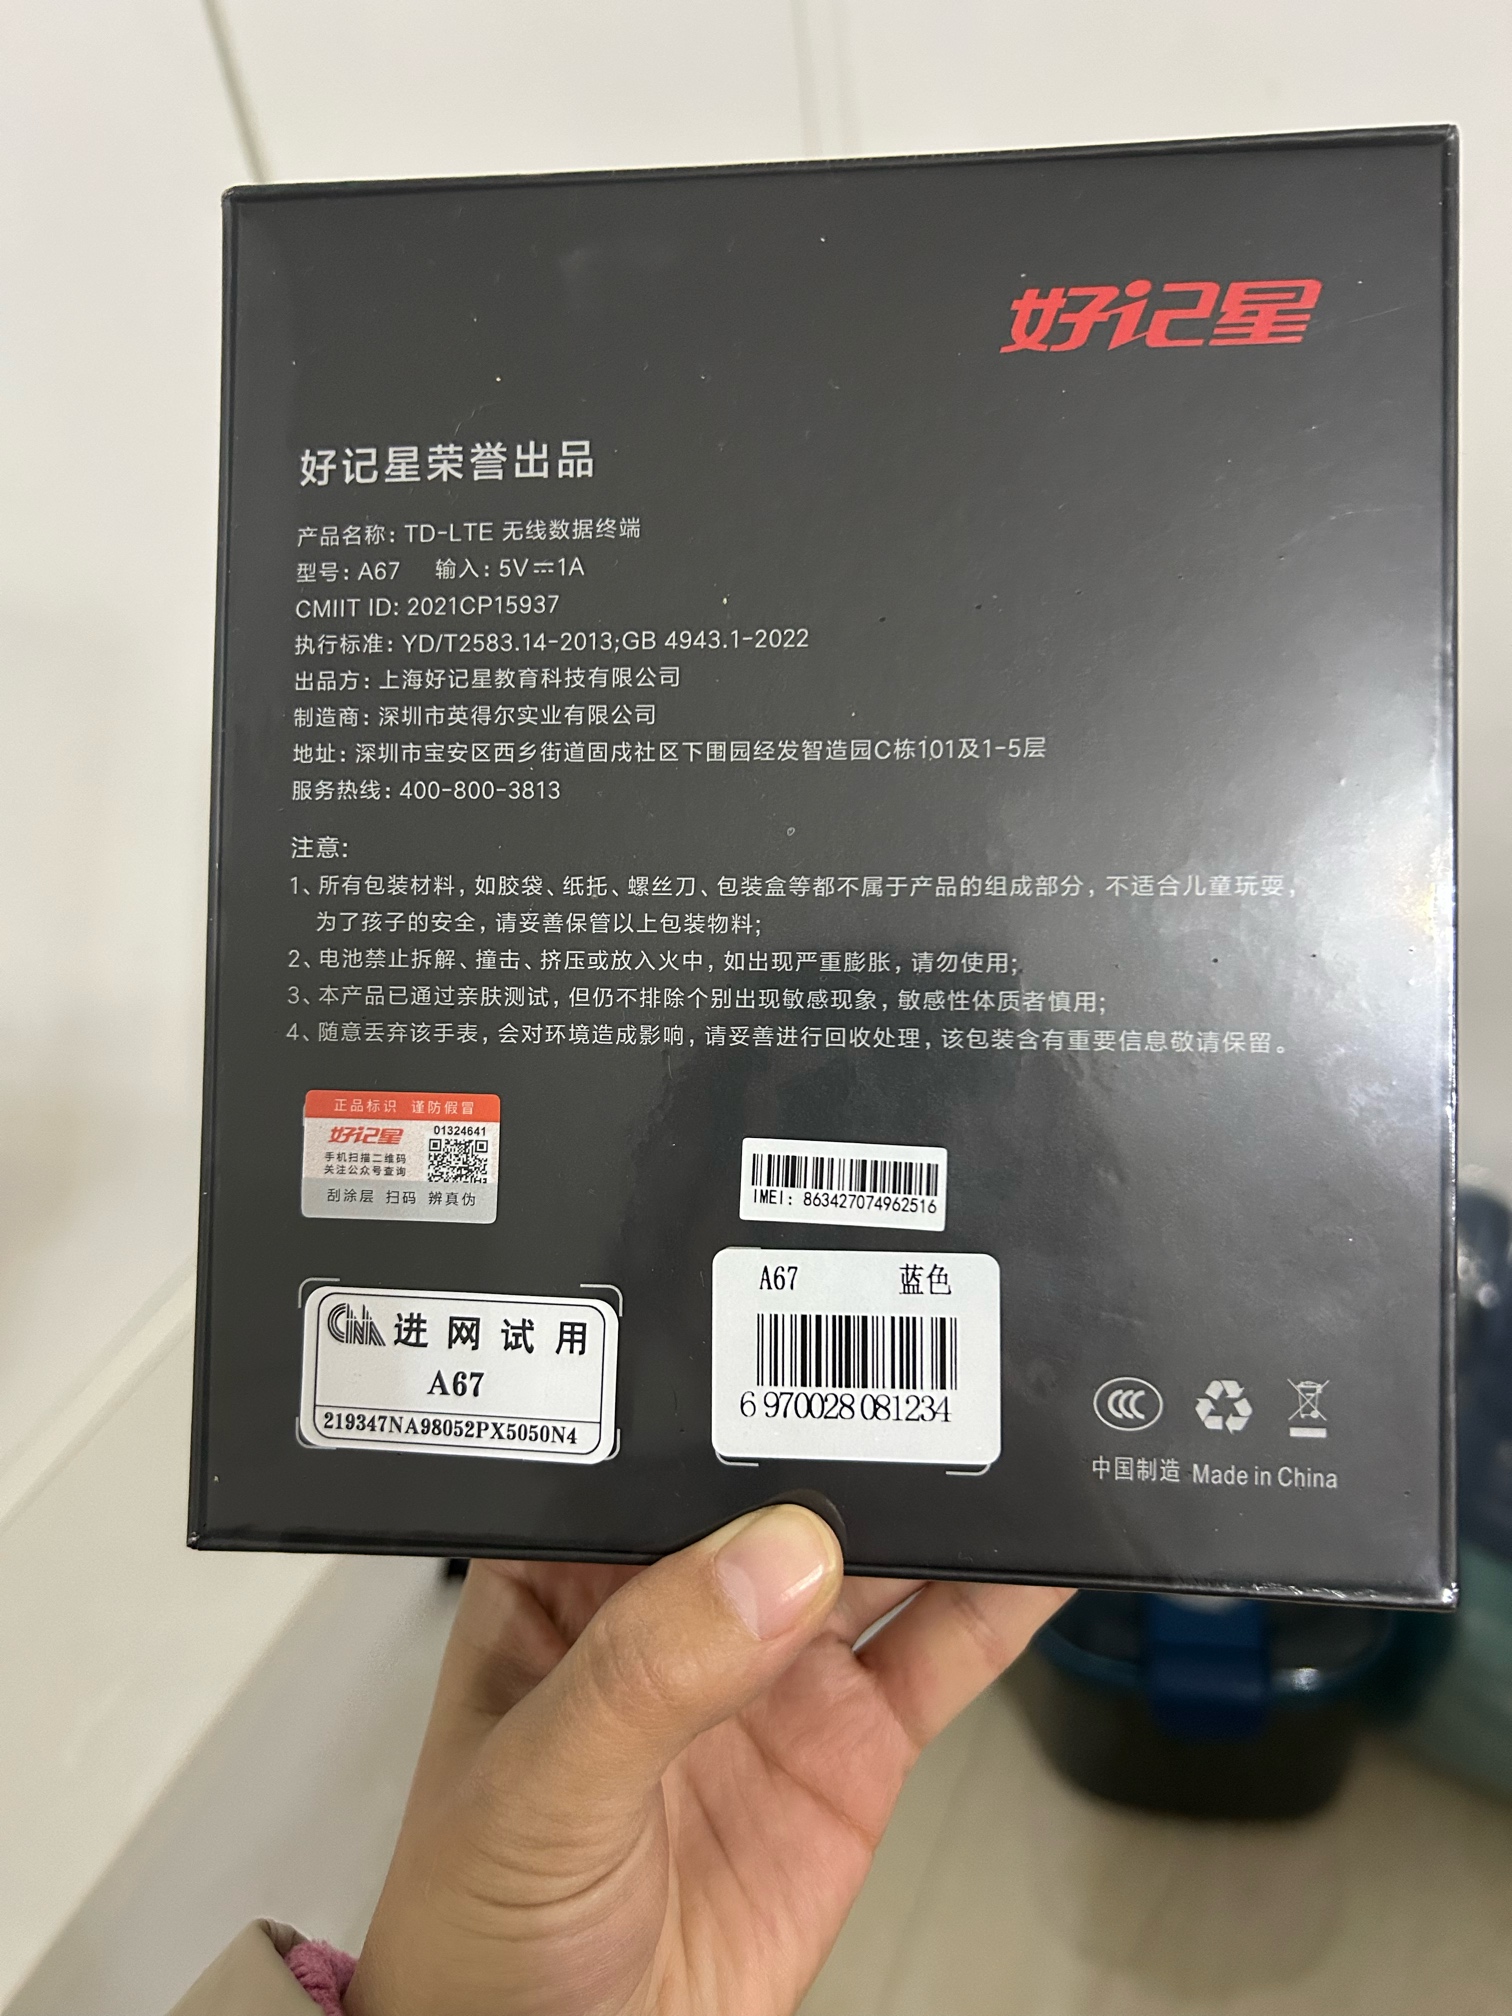 好记星
好记星荣誉出品
产品名称: TD-LTE 无线数据终端
型号: A67 输入: 5V⎓1A
CMIIT ID: 2021CP15937
执行标准: YD/T2583.14-2013;GB 4943.1-2022
出品方: 上海好记星教育科技有限公司
制造商: 深圳市英得尔实业有限公司
地址: 深圳市宝安区西乡街道固戍社区下围园经发智造园C栋101及1-5层
服务热线: 400-800-3813
注意:
1、所有包装材料，如胶袋、纸托、螺丝刀、包装盒等都不属于产品的组成部分，不适合儿童玩耍，
为了孩子的安全，请妥善保管以上包装物料;
2、电池禁止拆解、撞击、挤压或放入火中，如出现严重膨胀，请勿使用;
3、本产品已通过亲肤测试，但仍不排除个别出现敏感现象，敏感性体质者慎用;
4、随意丢弃该手表，会对环境造成影响，请妥善进行回收处理，该包装含有重要信息敬请保留。
正品标识 谨防假冒
好记星 01324641
手机扫描二维码
关注公众号查询
刮涂层 扫码 辨真伪
IMEI: 863427074962516
A67 蓝色
6 970028 081234
CNA 进网试用
A67
219347NA98052PX5050N4
CCC
中国制造 Made in China